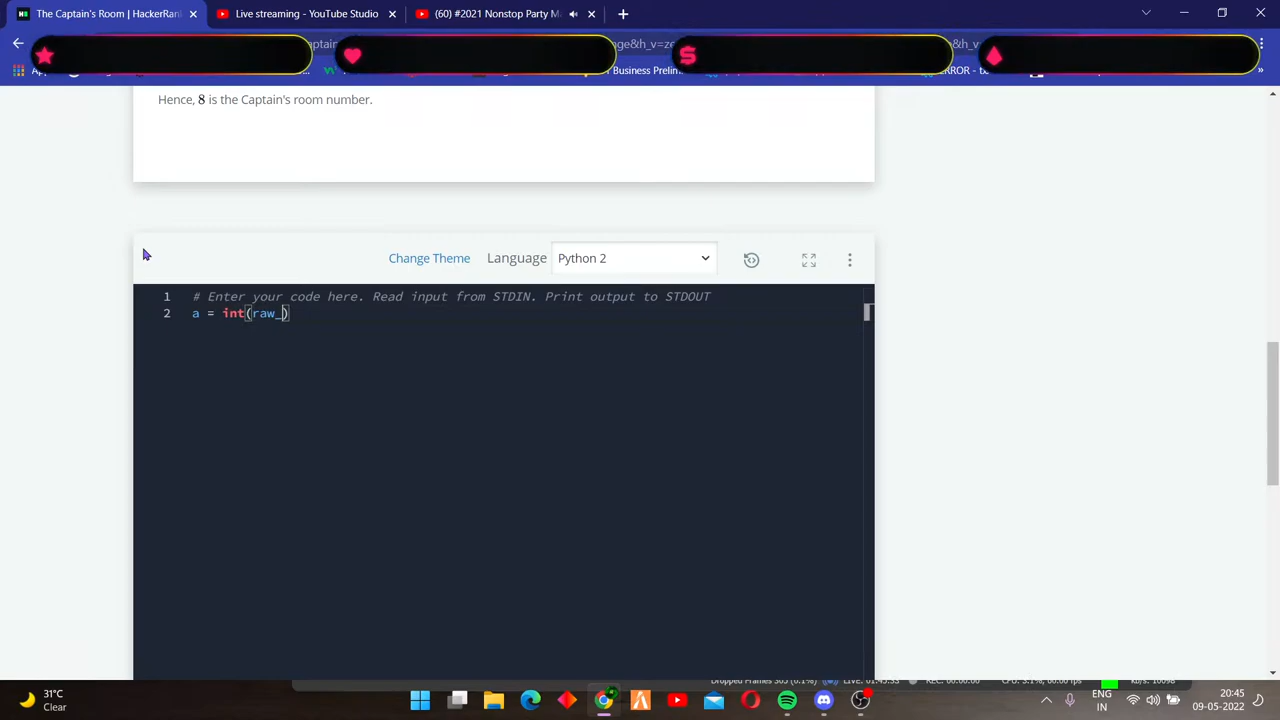 The Captain's Room | HackerRan
Live streaming - YouTube Studio
(60) #2021 Nonstop Party M
Business Prelim
ERROR - te
Hence, 8 is the Captain's room number.
Change Theme
Language
Python 2
1 # Enter your code here. Read input from STDIN. Print output to STDOUT
2 a = int(raw_)
31°C
Clear
ENG
IN
20:45
09-05-2022